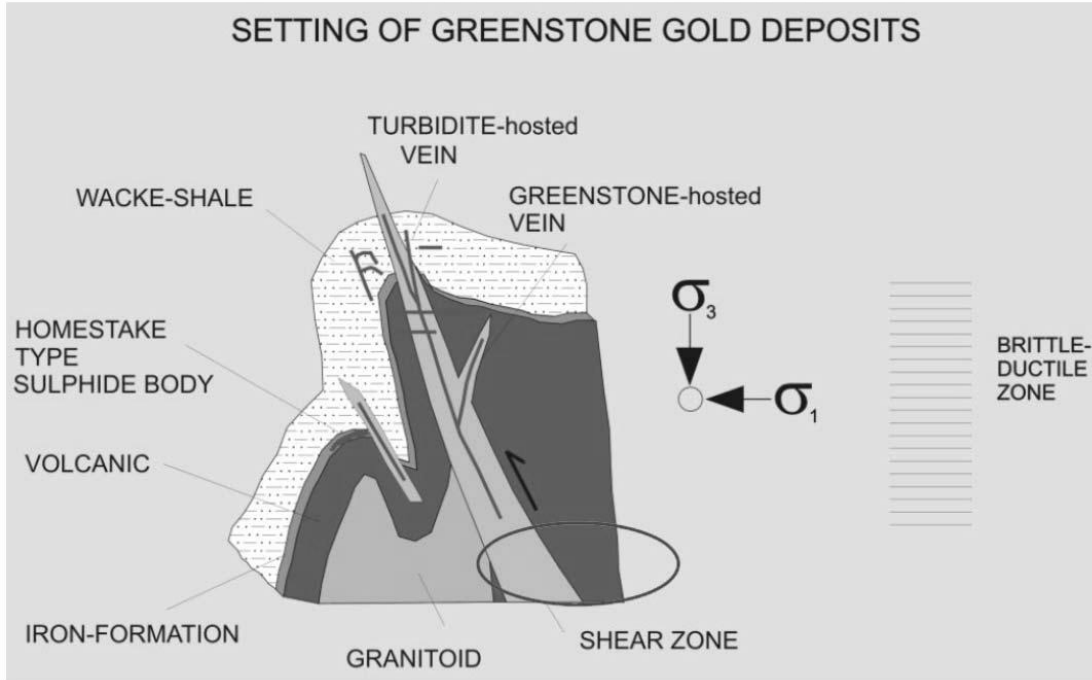 SETTING OF GREENSTONE GOLD DEPOSITS
TURBIDITE-hosted
VEIN
WACKE-SHALE
GREENSTONE-hosted
VEIN
σ3
HOMESTAKE
TYPE
SULPHIDE BODY
BRITTLE-
DUCTILE
ZONE
σ1
VOLCANIC
IRON-FORMATION
GRANITOID
SHEAR ZONE